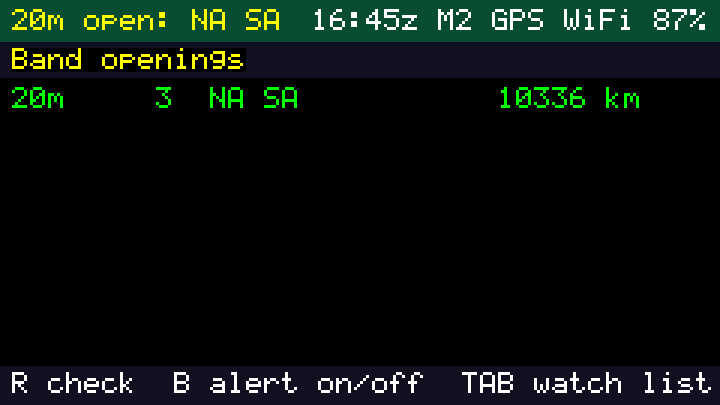 20m open: NA SA 16:45z M2 GPS WiFi 87%
Band openings
20m 3 NA SA 10336 km
R check B alert on/off TAB watch list